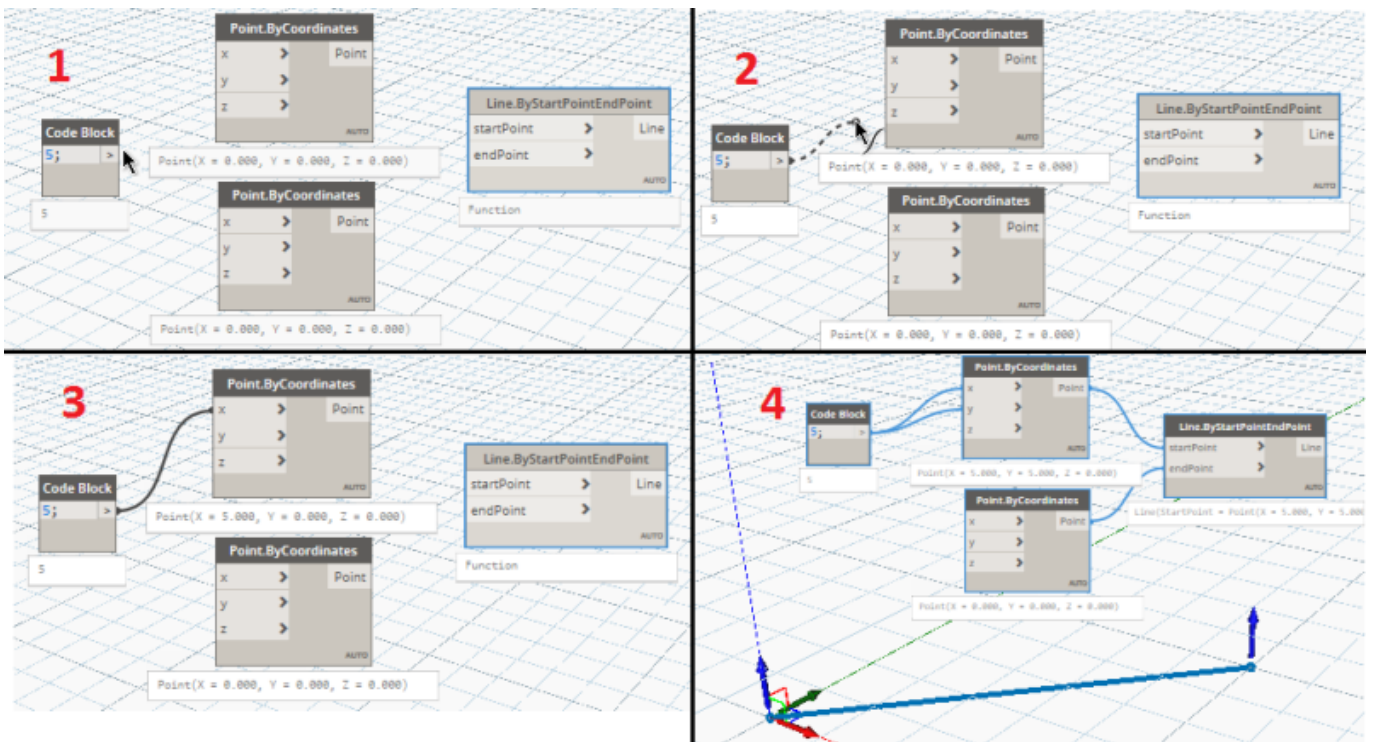 1
Point.ByCoordinates
x > Point
y >
z >
AUTO
Point(X = 0.000, Y = 0.000, Z = 0.000)
Code Block
5; >
5
Line.ByStartPointEndPoint
startPoint > Line
endPoint >
AUTO
Function
Point.ByCoordinates
x > Point
y >
z >
AUTO
Point(X = 0.000, Y = 0.000, Z = 0.000)
2
Point.ByCoordinates
x > Point
y >
z >
AUTO
Point(X = 0.000, Y = 0.000, Z = 0.000)
Code Block
5; >
5
Line.ByStartPointEndPoint
startPoint > Line
endPoint >
AUTO
Function
Point.ByCoordinates
x > Point
y >
z >
AUTO
Point(X = 0.000, Y = 0.000, Z = 0.000)
3
Point.ByCoordinates
x > Point
y >
z >
AUTO
Point(X = 5.000, Y = 0.000, Z = 0.000)
Code Block
5; >
5
Line.ByStartPointEndPoint
startPoint > Line
endPoint >
AUTO
Function
Point.ByCoordinates
x > Point
y >
z >
AUTO
Point(X = 0.000, Y = 0.000, Z = 0.000)
4
Point.ByCoordinates
x > Point
y >
z >
AUTO
Point(X = 5.000, Y = 5.000, Z = 0.000)
Code Block
5; >
5
Line.ByStartPointEndPoint
startPoint > Line
endPoint >
AUTO
Line(StartPoint = Point(X = 5.000, Y = 5.00
Point.ByCoordinates
x > Point
y >
z >
AUTO
Point(X = 0.000, Y = 0.000, Z = 0.000)